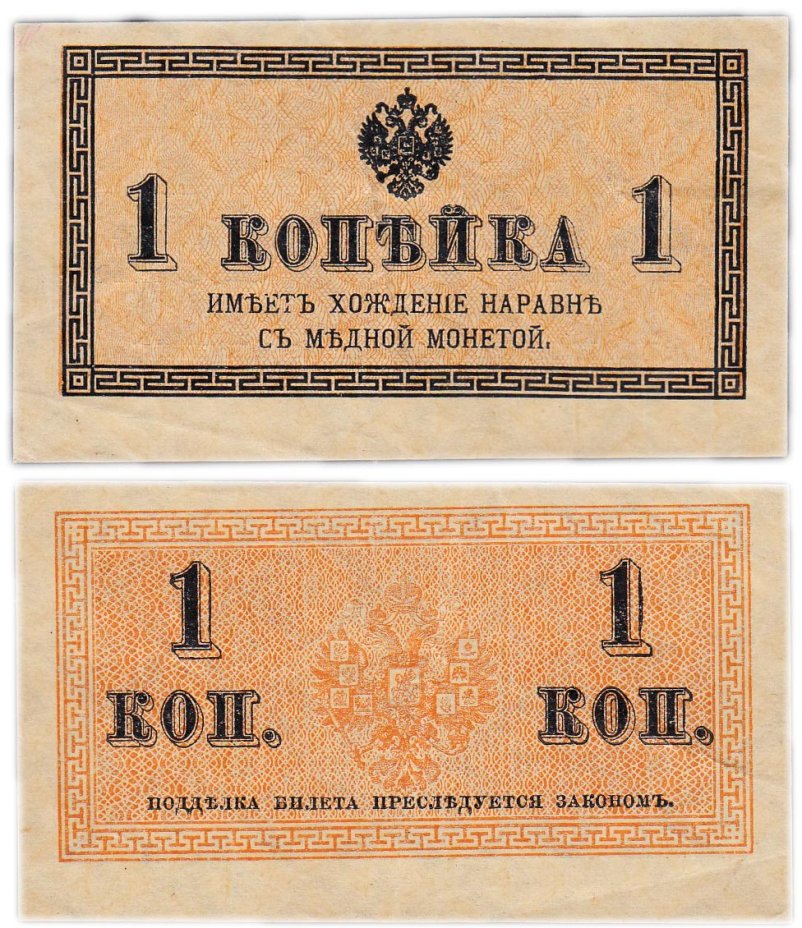 1 КОПѢЙКА 1
ИМѢЕТЪ ХОЖДЕНІЕ НАРАВНѢ
СЪ МѢДНОЙ МОНЕТОЙ.
1 1
КОП. КОП.
ПОДДѢЛКА БИЛЕТА ПРЕСЛѢДУЕТСЯ ЗАКОНОМЪ.